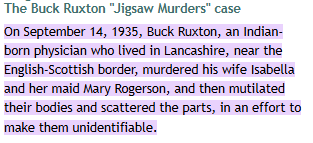 The Buck Ruxton "Jigsaw Murders" case
On September 14, 1935, Buck Ruxton, an Indian-
born physician who lived in Lancashire, near the
English-Scottish border, murdered his wife Isabella
and her maid Mary Rogerson, and then mutilated
their bodies and scattered the parts, in an effort to
make them unidentifiable.